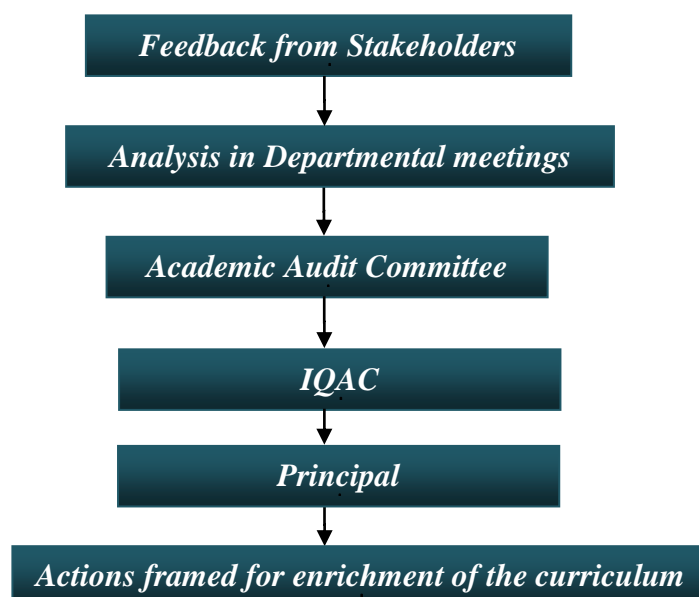 Feedback from Stakeholders
Analysis in Departmental meetings
Academic Audit Committee
IQAC
Principal
Actions framed for enrichment of the curriculum